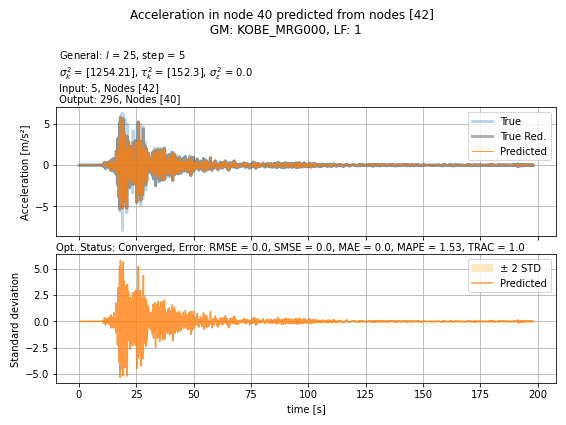 Acceleration in node 40 predicted from nodes [42]
GM: KOBE_MRG000, LF: 1
General: l = 25, step = 5
σ²ₖ = [1254.21], τ²ₖ = [152.3], σ²ε = 0.0
Input: 5, Nodes [42]
Output: 296, Nodes [40]
Acceleration [m/s²]
5
0
−5
True
True Red.
Predicted
Opt. Status: Converged, Error: RMSE = 0.0, SMSE = 0.0, MAE = 0.0, MAPE = 1.53, TRAC = 1.0
Standard deviation
5.0
2.5
0.0
−2.5
−5.0
± 2 STD
Predicted
0 25 50 75 100 125 150 175 200
time [s]